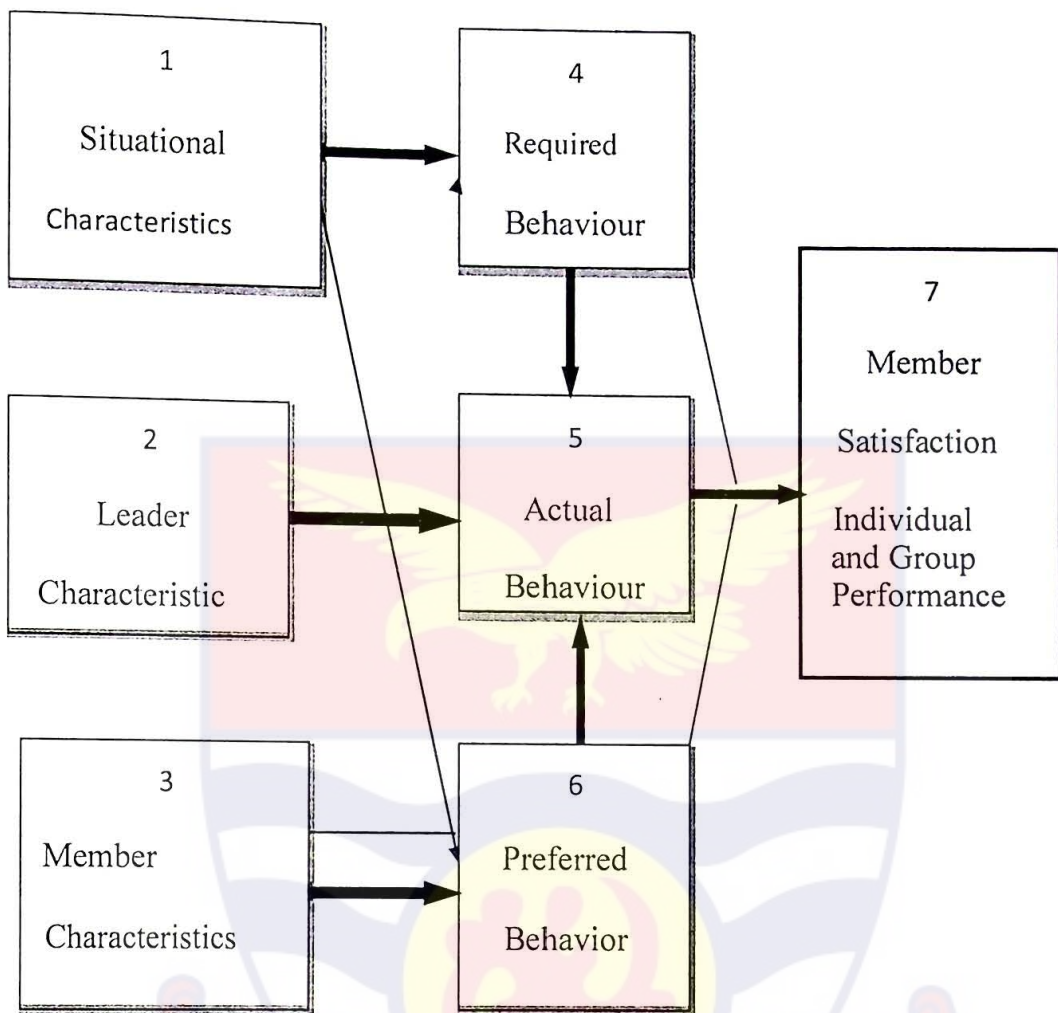 1
Situational
Characteristics
4
Required
Behaviour
2
Leader
Characteristic
5
Actual
Behaviour
7
Member
Satisfaction
Individual
and Group
Performance
3
Member
Characteristics
6
Preferred
Behavior